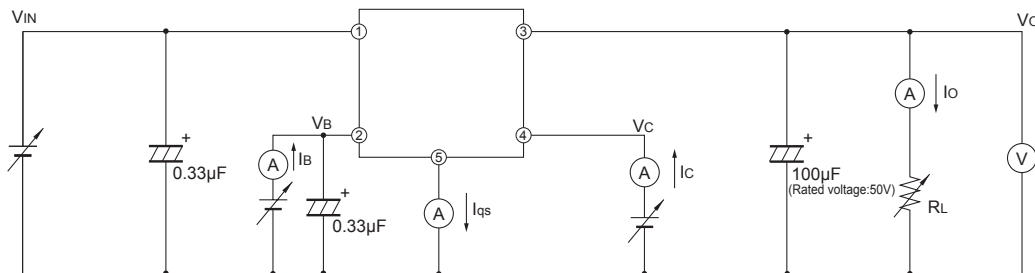 VIN
1
3
VO
+
0.33µF
VB
2
4
VC
5
A
IB
+
0.33µF
A
Iqs
A
IC
+
100µF
(Rated voltage:50V)
A
IO
RL
V